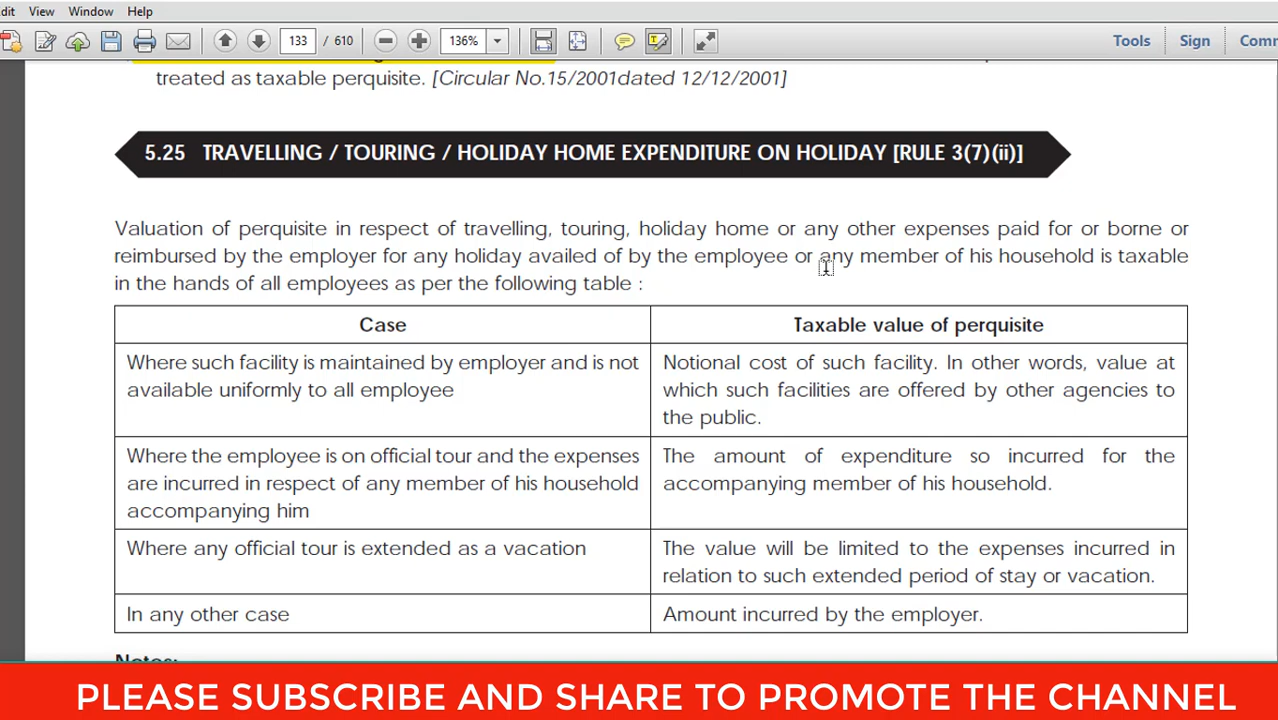 dit View Window Help
133 / 610 136% Tools Sign Comm
treated as taxable perquisite. [Circular No.15/2001dated 12/12/2001]
5.25 TRAVELLING / TOURING / HOLIDAY HOME EXPENDITURE ON HOLIDAY [RULE 3(7)(ii)]
Valuation of perquisite in respect of travelling, touring, holiday home or any other expenses paid for or borne or
reimbursed by the employer for any holiday availed of by the employee or any member of his household is taxable
in the hands of all employees as per the following table :
Case Taxable value of perquisite
Where such facility is maintained by employer and is not
available uniformly to all employee
Notional cost of such facility. In other words, value at
which such facilities are offered by other agencies to
the public.
Where the employee is on official tour and the expenses
are incurred in respect of any member of his household
accompanying him
The amount of expenditure so incurred for the
accompanying member of his household.
Where any official tour is extended as a vacation
The value will be limited to the expenses incurred in
relation to such extended period of stay or vacation.
In any other case
Amount incurred by the employer.
Notes:
PLEASE SUBSCRIBE AND SHARE TO PROMOTE THE CHANNEL